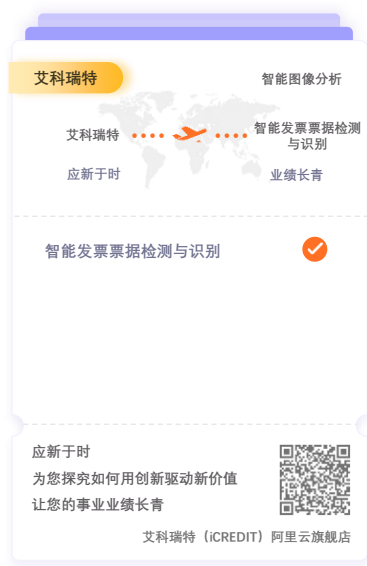 艾科瑞特
智能图像分析
艾科瑞特
智能发票票据检测
与识别
应新于时
业绩长青
智能发票票据检测与识别
应新于时
为您探究如何用创新驱动新价值
让您的事业业绩长青
艾科瑞特（iCREDIT）阿里云旗舰店